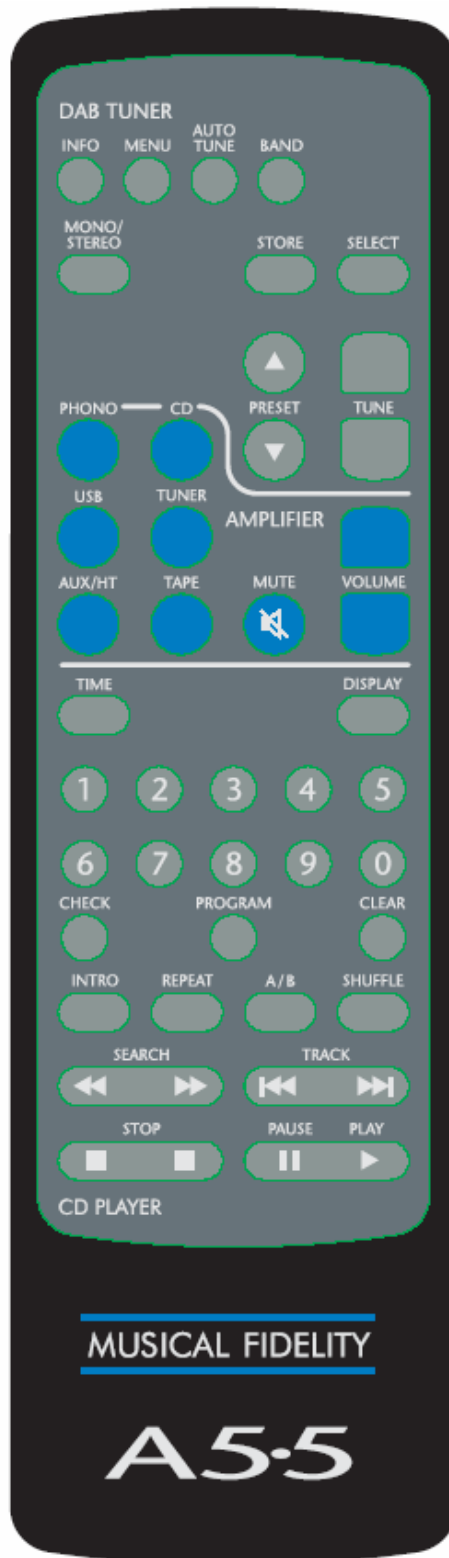 DAB TUNER
INFO MENU AUTO TUNE BAND
MONO/
STEREO STORE SELECT
PHONO CD PRESET TUNE
USB TUNER AMPLIFIER
AUX/HT TAPE MUTE VOLUME
TIME DISPLAY
1 2 3 4 5
6 7 8 9 0
CHECK PROGRAM CLEAR
INTRO REPEAT A/B SHUFFLE
SEARCH TRACK
STOP PAUSE PLAY
CD PLAYER
MUSICAL FIDELITY
A5·5